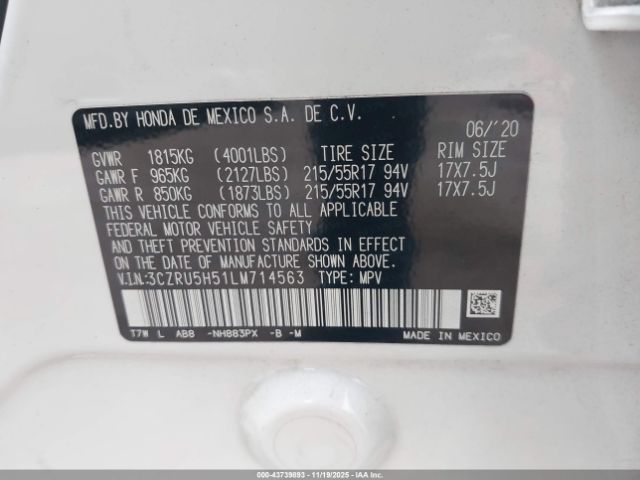 MFD.BY HONDA DE MEXICO S.A. DE C.V.
06/'20
GVWR 1815KG (4001LBS) TIRE SIZE RIM SIZE
GAWR F 965KG (2127LBS) 215/55R17 94V 17X7.5J
GAWR R 850KG (1873LBS) 215/55R17 94V 17X7.5J
THIS VEHICLE CONFORMS TO ALL APPLICABLE
FEDERAL MOTOR VEHICLE SAFETY
AND THEFT PREVENTION STANDARDS IN EFFECT
ON THE DATE OF MANUFACTURE SHOWN ABOVE.
V.I.N:3CZRU5H51LM714563 TYPE: MPV
T7W L AB8 -NH883PX -B -M
MADE IN MEXICO
000-43739893 - 11/19/2025 - IAAI.COM